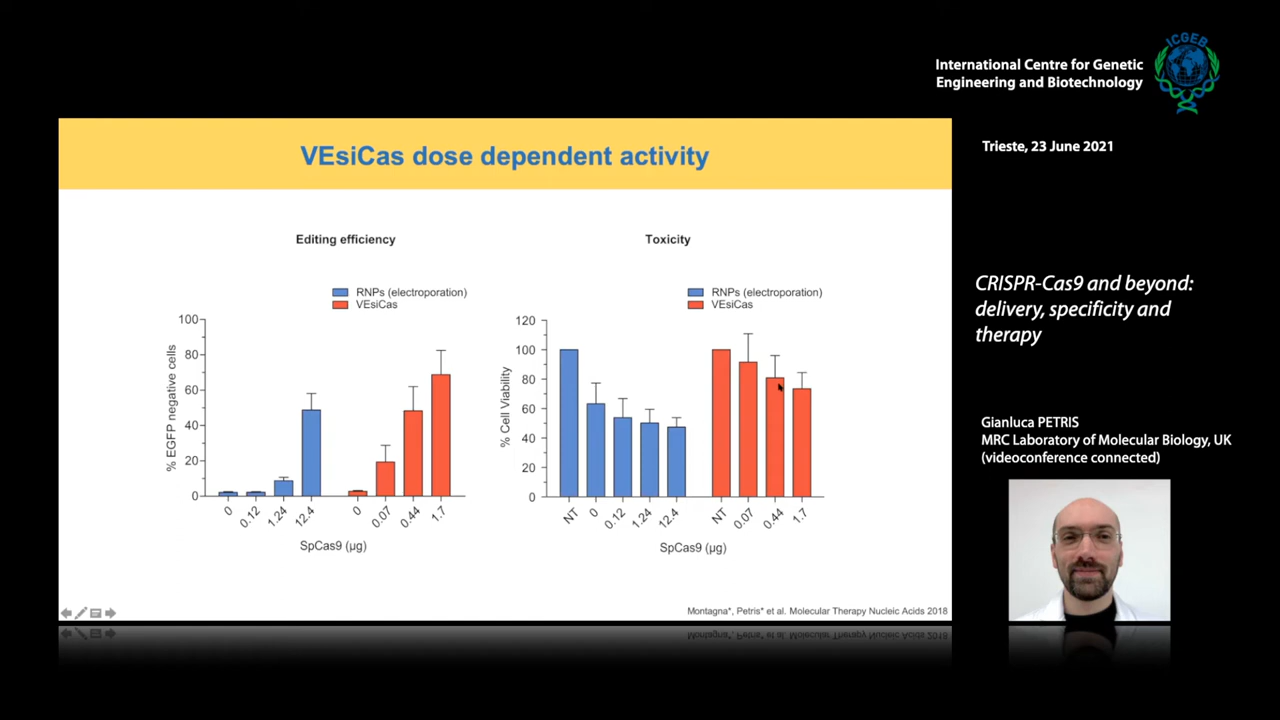 ICGEB
International Centre for Genetic
Engineering and Biotechnology
Trieste, 23 June 2021
VEsiCas dose dependent activity
Editing efficiency
RNPs (electroporation)
VEsiCas
% EGFP negative cells
100
80
60
40
20
0
0
0.12
1.24
12.4
0
0.07
0.44
1.7
SpCas9 (µg)
Toxicity
RNPs (electroporation)
VEsiCas
% Cell Viability
120
100
80
60
40
20
0
NT
0
0.12
1.24
12.4
NT
0.07
0.44
1.7
SpCas9 (µg)
Montagna*, Petris* et al. Molecular Therapy Nucleic Acids 2018
CRISPR-Cas9 and beyond:
delivery, specificity and
therapy
Gianluca PETRIS
MRC Laboratory of Molecular Biology, UK
(videoconference connected)